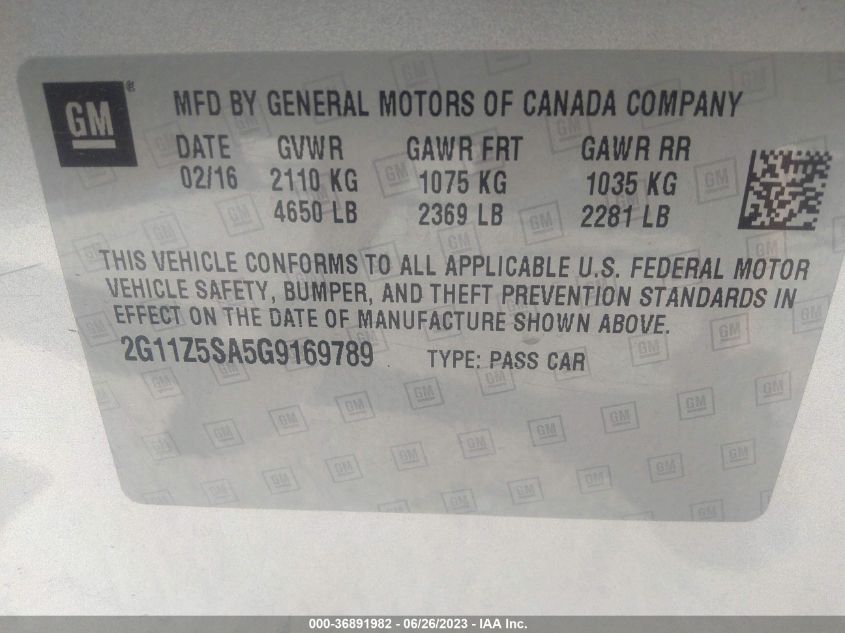 GM ®
MFD BY GENERAL MOTORS OF CANADA COMPANY
DATE GVWR GAWR FRT GAWR RR
02/16 2110 KG 1075 KG 1035 KG
4650 LB 2369 LB 2281 LB
THIS VEHICLE CONFORMS TO ALL APPLICABLE U.S. FEDERAL MOTOR
VEHICLE SAFETY, BUMPER, AND THEFT PREVENTION STANDARDS IN
EFFECT ON THE DATE OF MANUFACTURE SHOWN ABOVE.
2G11Z5SA5G9169789 TYPE: PASS CAR
000-36891982 - 06/26/2023 - IAA Inc.